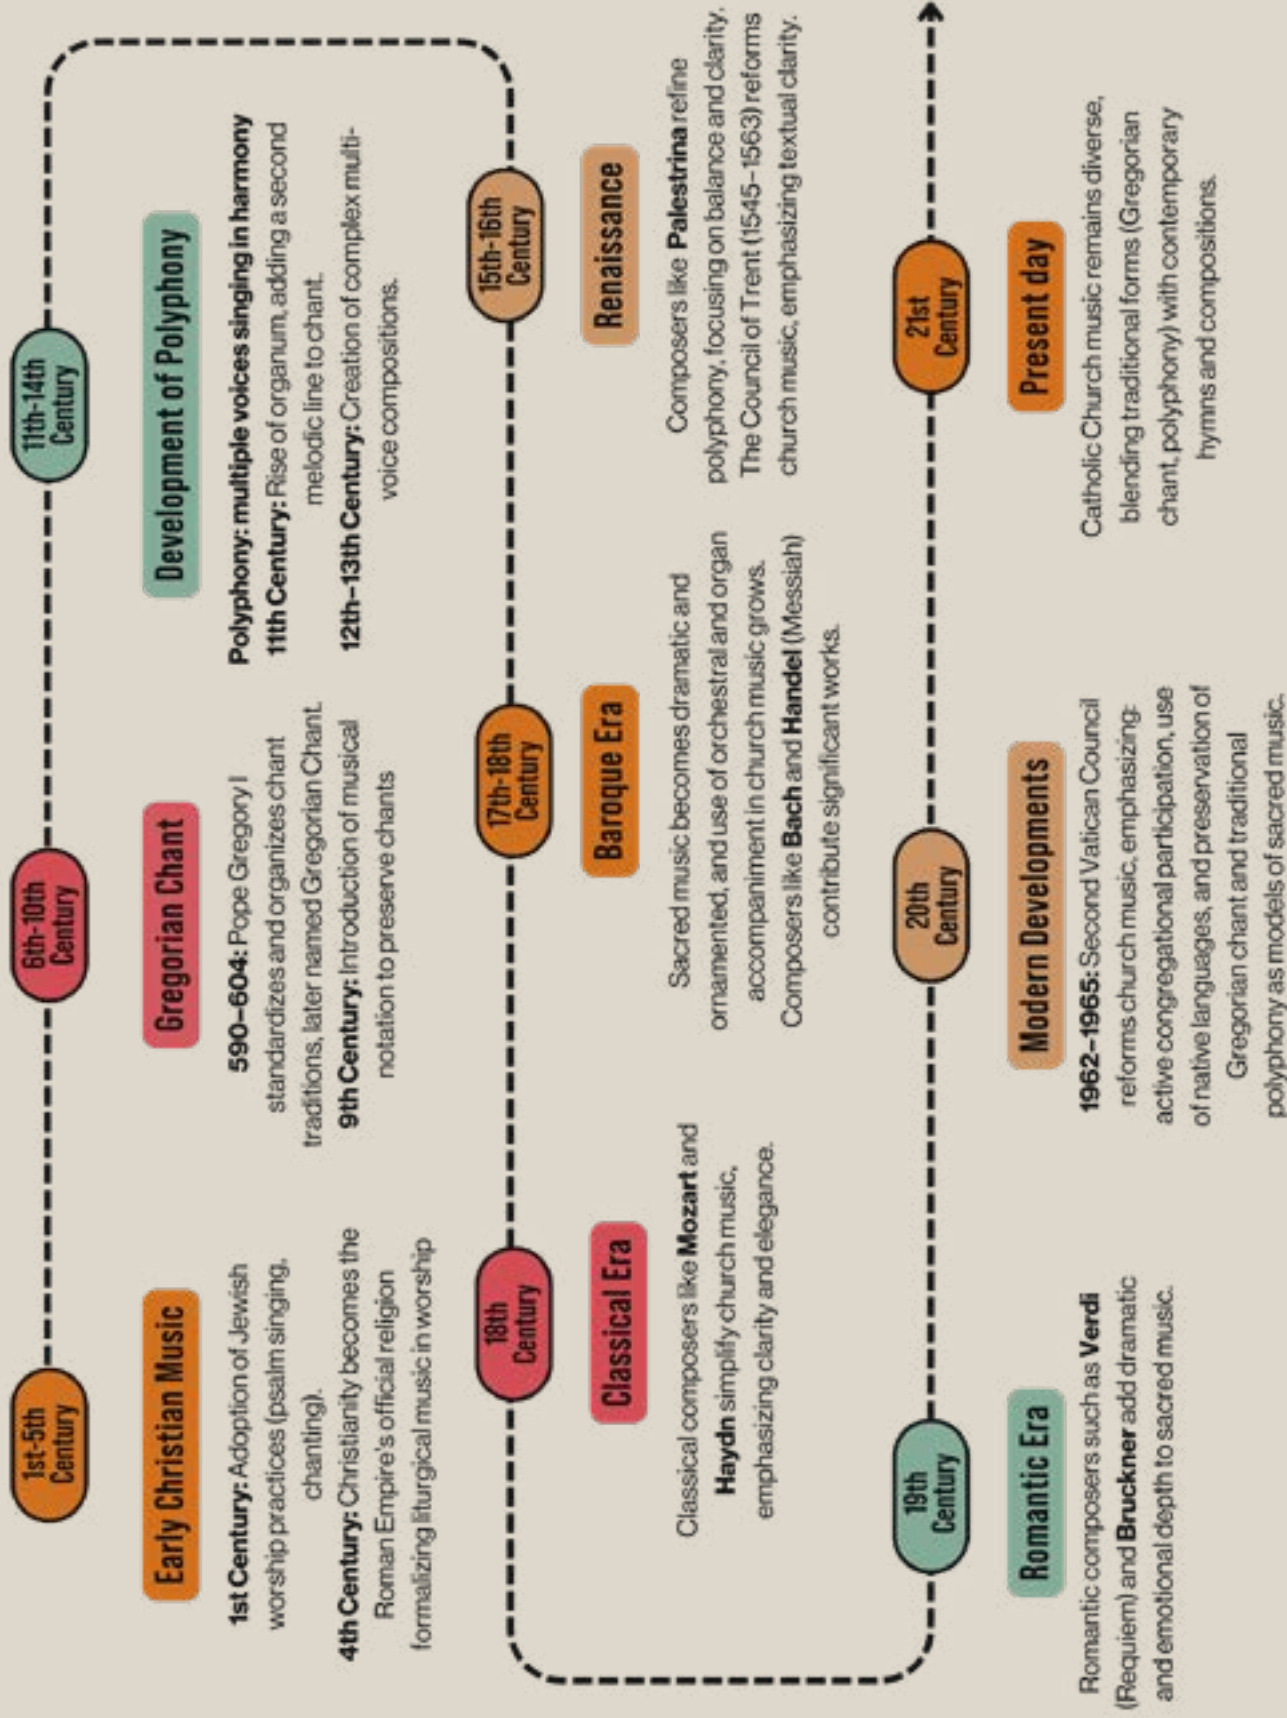 1st-5th
Century
Early Christian Music
1st Century: Adoption of Jewish
worship practices (psalm singing,
chanting).
4th Century: Christianity becomes the
Roman Empire's official religion
formalizing liturgical music in worship
6th-10th
Century
Gregorian Chant
590–604: Pope Gregory I
standardizes and organizes chant
traditions, later named Gregorian Chant.
9th Century: Introduction of musical
notation to preserve chants
11th-14th
Century
Development of Polyphony
Polyphony: multiple voices singing in harmony
11th Century: Rise of organum, adding a second
melodic line to chant.
12th–13th Century: Creation of complex multi-
voice compositions.
15th-16th
Century
Renaissance
Composers like Palestrina refine
polyphony, focusing on balance and clarity.
The Council of Trent (1545–1563) reforms
church music, emphasizing textual clarity.
17th-18th
Century
Baroque Era
Sacred music becomes dramatic and
ornamented, and use of orchestral and organ
accompaniment in church music grows.
Composers like Bach and Handel (Messiah)
contribute significant works.
18th
Century
Classical Era
Classical composers like Mozart and
Haydn simplify church music,
emphasizing clarity and elegance.
19th
Century
Romantic Era
Romantic composers such as Verdi
(Requiem) and Bruckner add dramatic
and emotional depth to sacred music.
20th
Century
Modern Developments
1962–1965: Second Vatican Council
reforms church music, emphasizing:
active congregational participation, use
of native languages, and preservation of
Gregorian chant and traditional
polyphony as models of sacred music.
21st
Century
Present day
Catholic Church music remains diverse,
blending traditional forms (Gregorian
chant, polyphony) with contemporary
hymns and compositions.